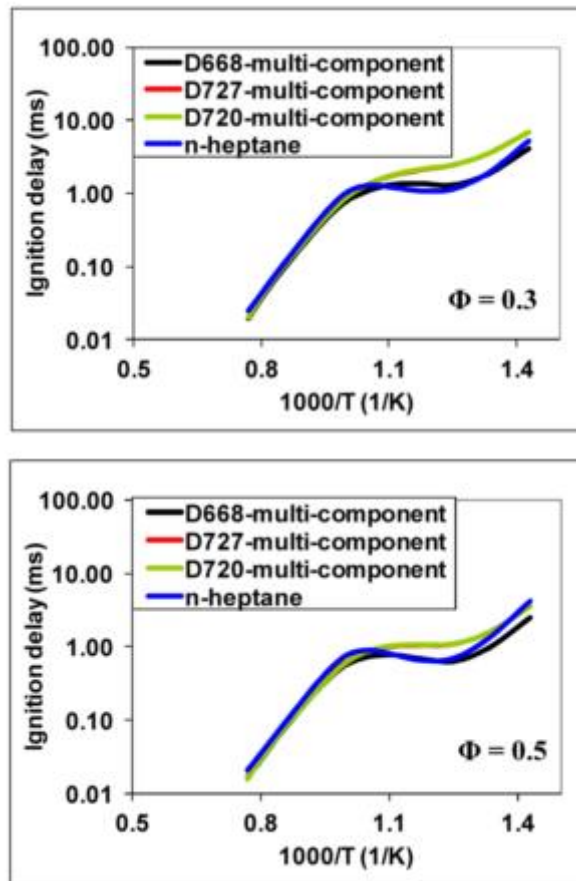 100.00
10.00
1.00
0.10
0.01
Ignition delay (ms)
D668-multi-component
D727-multi-component
D720-multi-component
n-heptane
Φ = 0.3
0.5 0.8 1.1 1.4
1000/T (1/K)
100.00
10.00
1.00
0.10
0.01
Ignition delay (ms)
D668-multi-component
D727-multi-component
D720-multi-component
n-heptane
Φ = 0.5
0.5 0.8 1.1 1.4
1000/T (1/K)